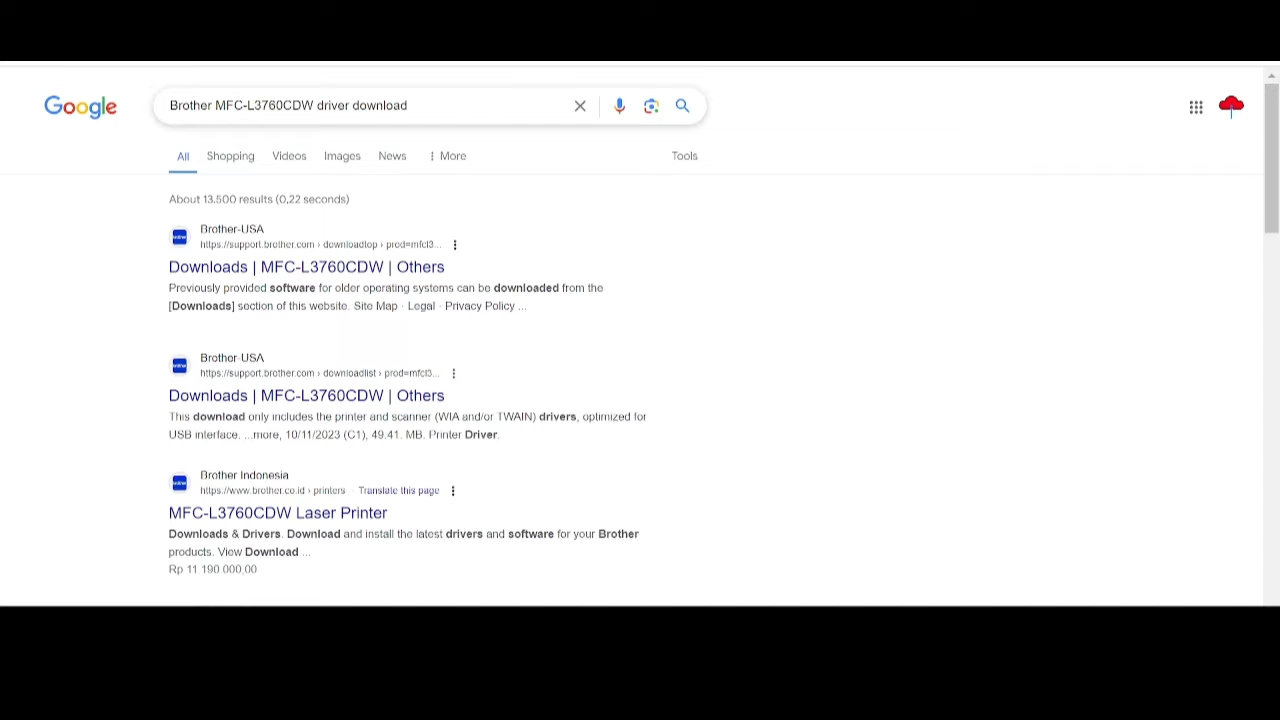 Google
Brother MFC-L3760CDW driver download
All Shopping Videos Images News More Tools
About 13.500 results (0,22 seconds)
Brother-USA
https://support.brother.com › downloadtop › prod=mfcl3...
Downloads | MFC-L3760CDW | Others
Previously provided software for older operating systems can be downloaded from the
[Downloads] section of this website. Site Map · Legal · Privacy Policy ...
Brother-USA
https://support.brother.com › downloadlist › prod=mfcl3...
Downloads | MFC-L3760CDW | Others
This download only includes the printer and scanner (WIA and/or TWAIN) drivers, optimized for
USB interface. ...more, 10/11/2023 (C1), 49.41. MB. Printer Driver.
Brother Indonesia
https://www.brother.co.id › printers · Translate this page
MFC-L3760CDW Laser Printer
Downloads & Drivers. Download and install the latest drivers and software for your Brother
products. View Download ...
Rp 11 190 000,00